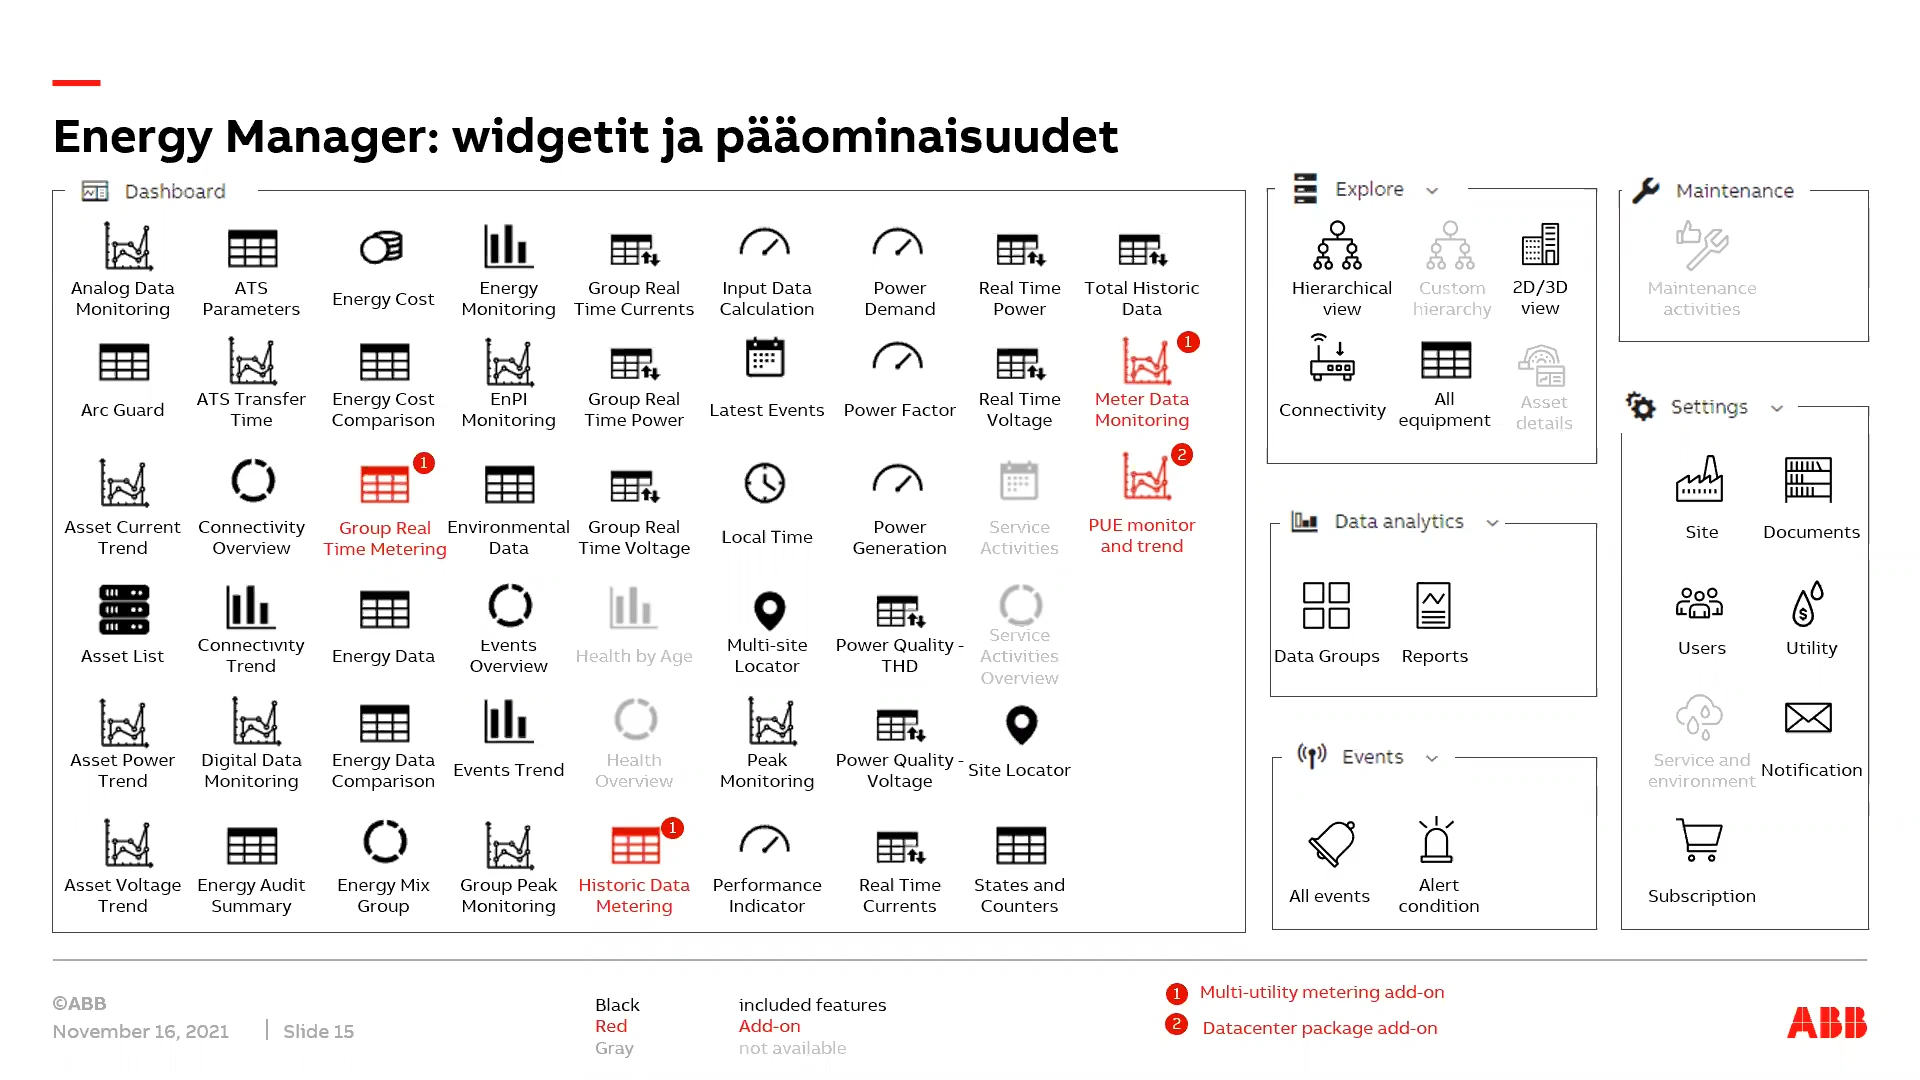 Energy Manager: widgetit ja pääominaisuudet
Dashboard
Analog Data
Monitoring
ATS
Parameters
Energy Cost
Energy
Monitoring
Group Real
Time Currents
Input Data
Calculation
Power
Demand
Real Time
Power
Total Historic
Data
Arc Guard
ATS Transfer
Time
Energy Cost
Comparison
EnPI
Monitoring
Group Real
Time Power
Latest Events
Power Factor
Real Time
Voltage
1
Meter Data
Monitoring
Asset Current
Trend
Connectivity
Overview
1
Group Real
Time Metering
Environmental
Data
Group Real
Time Voltage
Local Time
Power
Generation
Service
Activities
2
PUE monitor
and trend
Asset List
Connectivity
Trend
Energy Data
Events
Overview
Health by Age
Multi-site
Locator
Power Quality -
THD
Service
Activities
Overview
Asset Power
Trend
Digital Data
Monitoring
Energy Data
Comparison
Events Trend
Health
Overview
Peak
Monitoring
Power Quality -
Voltage
Site Locator
Asset Voltage
Trend
Energy Audit
Summary
Energy Mix
Group
Group Peak
Monitoring
1
Historic Data
Metering
Performance
Indicator
Real Time
Currents
States and
Counters
Explore
Hierarchical
view
Custom
hierarchy
2D/3D
view
Connectivity
All
equipment
Asset
details
Data analytics
Data Groups
Reports
Events
All events
Alert
condition
Maintenance
Maintenance
activities
Settings
Site
Documents
Users
$
Utility
Service and
environment
Notification
Subscription
©ABB
November 16, 2021
Slide 15
Black included features
Red Add-on
Gray not available
1 Multi-utility metering add-on
2 Datacenter package add-on
ABB